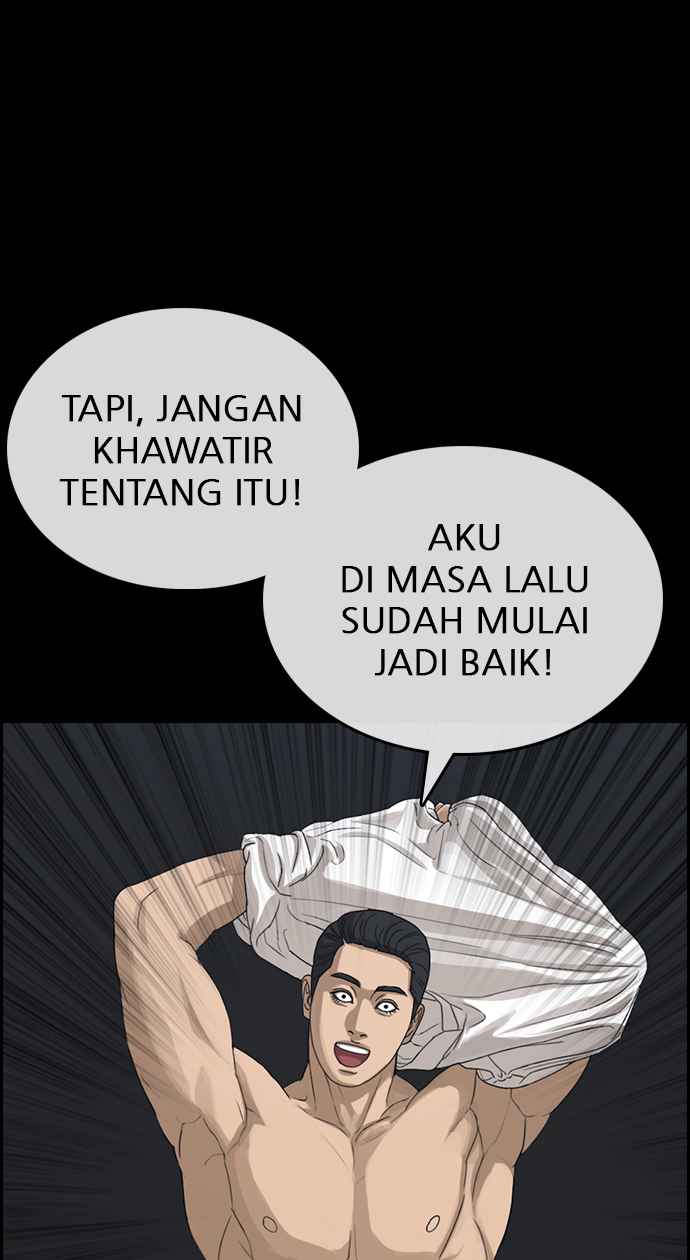 TAPI, JANGAN
KHAWATIR
TENTANG ITU!
AKU
DI MASA LALU
SUDAH MULAI
JADI BAIK!